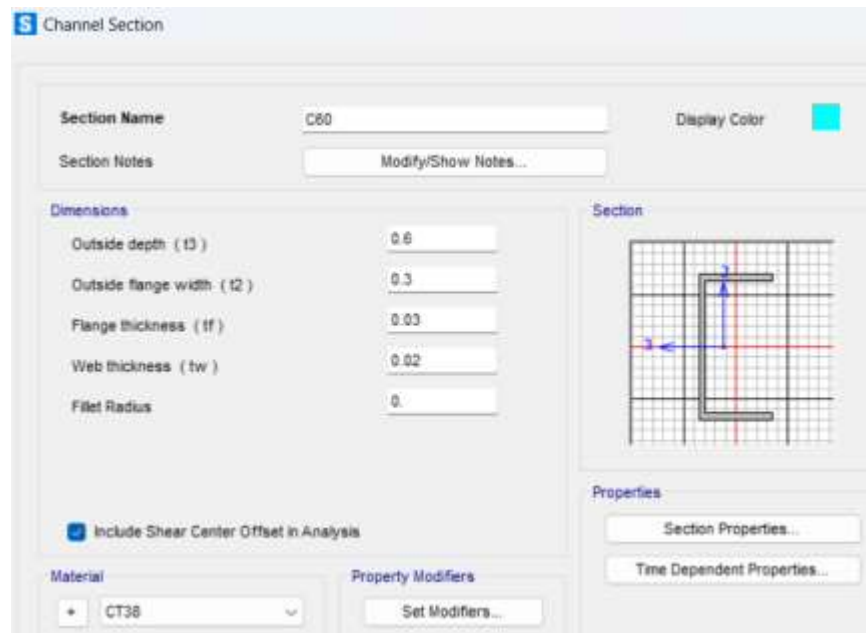 S Channel Section
Section Name C60 Display Color
Section Notes Modify/Show Notes...
Dimensions
Outside depth ( t3 ) 0.6
Outside flange width ( t2 ) 0.3
Flange thickness ( tf ) 0.03
Web thickness ( tw ) 0.02
Fillet Radius 0.
Include Shear Center Offset in Analysis
Section
2
3
Properties
Section Properties...
Time Dependent Properties...
Material
+ CT38
Property Modifiers
Set Modifiers...